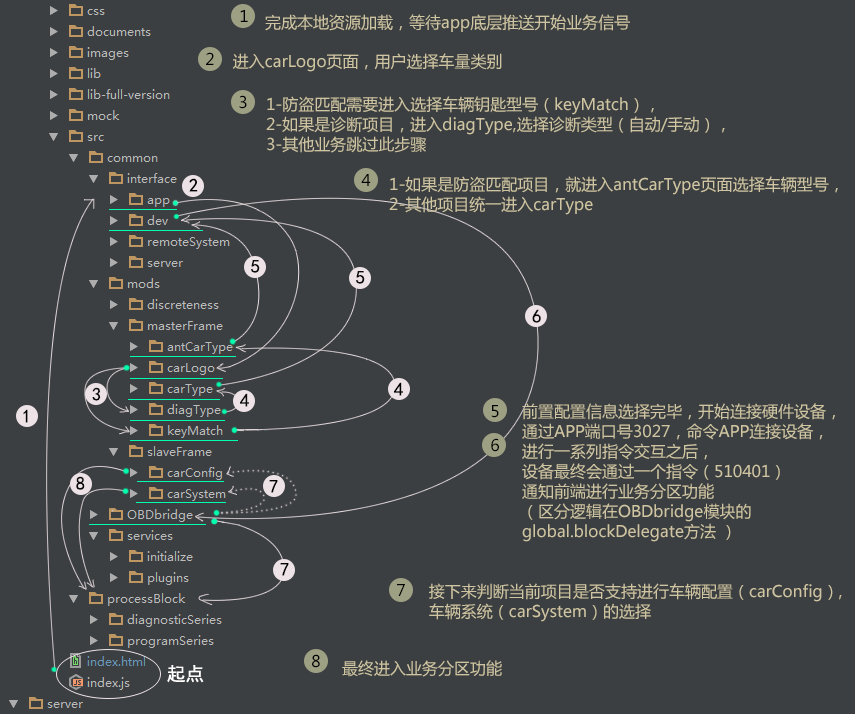 css
1 完成本地资源加载，等待app底层推送开始业务信号
documents
images
2 进入carLogo页面，用户选择车量类别
lib
lib-full-version
3 1-防盗匹配需要进入选择车辆钥匙型号（keyMatch），
2-如果是诊断项目，进入diagType,选择诊断类型（自动/手动），
3-其他业务跳过此步骤
mock
src
common
interface
4 1-如果是防盗匹配项目，就进入antCarType页面选择车辆型号，
2-其他项目统一进入carType
2
app
dev
remoteSystem
server
5
5
mods
discreteness
6
masterFrame
antCarType
carLogo
carType
3
4
4
diagType
1
keyMatch
5 前置配置信息选择完毕，开始连接硬件设备，
通过APP端口号3027，命令APP连接设备，
6 进行一系列指令交互之后，
设备最终会通过一个指令（510401）
通知前端进行业务分区功能
（区分逻辑在OBDbridge模块的
global.blockDelegate方法 ）
slaveFrame
carConfig
8
7
carSystem
OBDbridge
services
initialize
7
plugins
7 接下来判断当前项目是否支持进行车辆配置（carConfig），
车辆系统（carSystem）的选择
processBlock
diagnosticSeries
programSeries
index.html
8 最终进入业务分区功能
起点
index.js
server